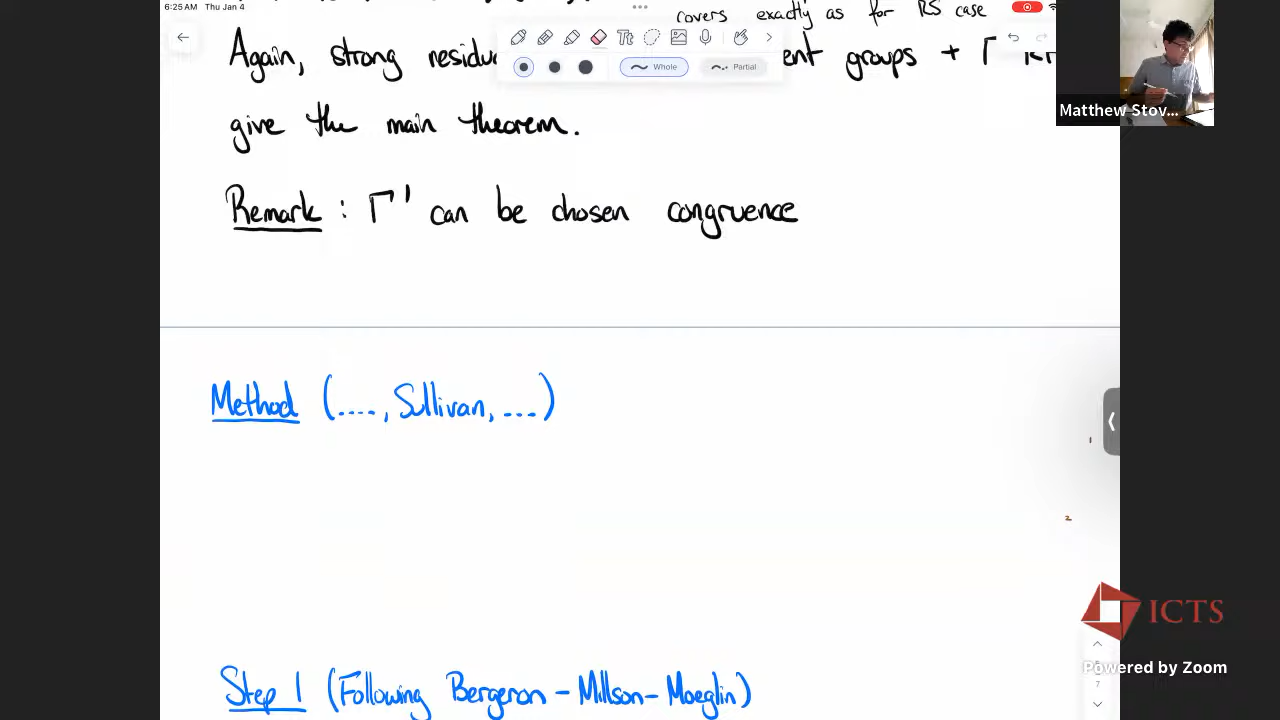 6:25 AM Thu Jan 4
covers exactly as for RS case
Again, strong
groups + Γ
give the main theorem.
Whole
Partial
Matthew Stov...
Remark : Γ' can be chosen congruence
Method (...., Sullivan, ...)
ICTS
Powered by Zoom
7
Step 1 (Following Bergeron - Millson - Moeglin)